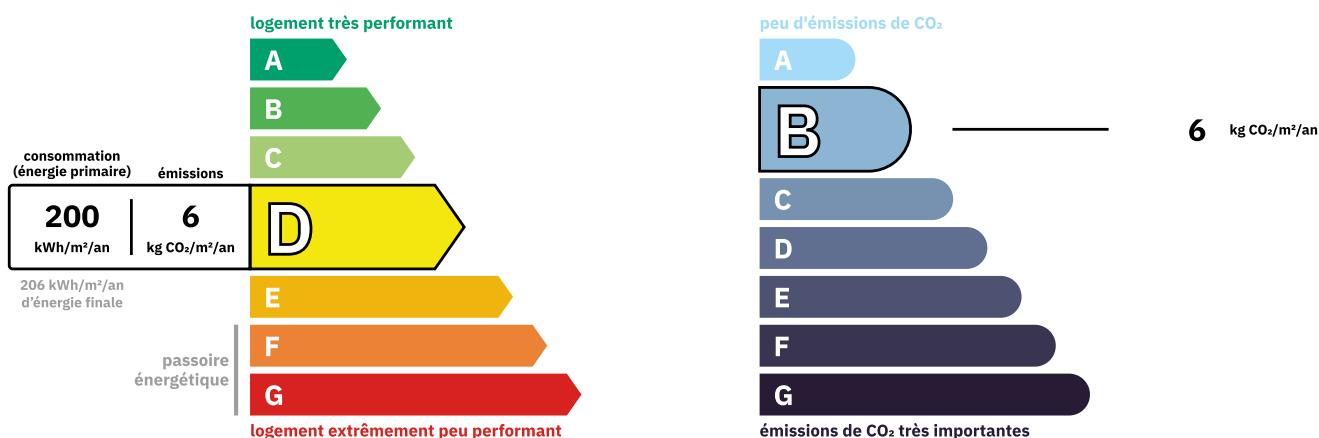 logement très performant
A
B
C
consommation
(énergie primaire)
émissions
200
kWh/m²/an
6
kg CO₂/m²/an
D
206 kWh/m²/an
d’énergie finale
E
passoire
énergétique
F
G
logement extrêmement peu performant
peu d'émissions de CO₂
A
B
6 kg CO₂/m²/an
C
D
E
F
G
émissions de CO₂ très importantes